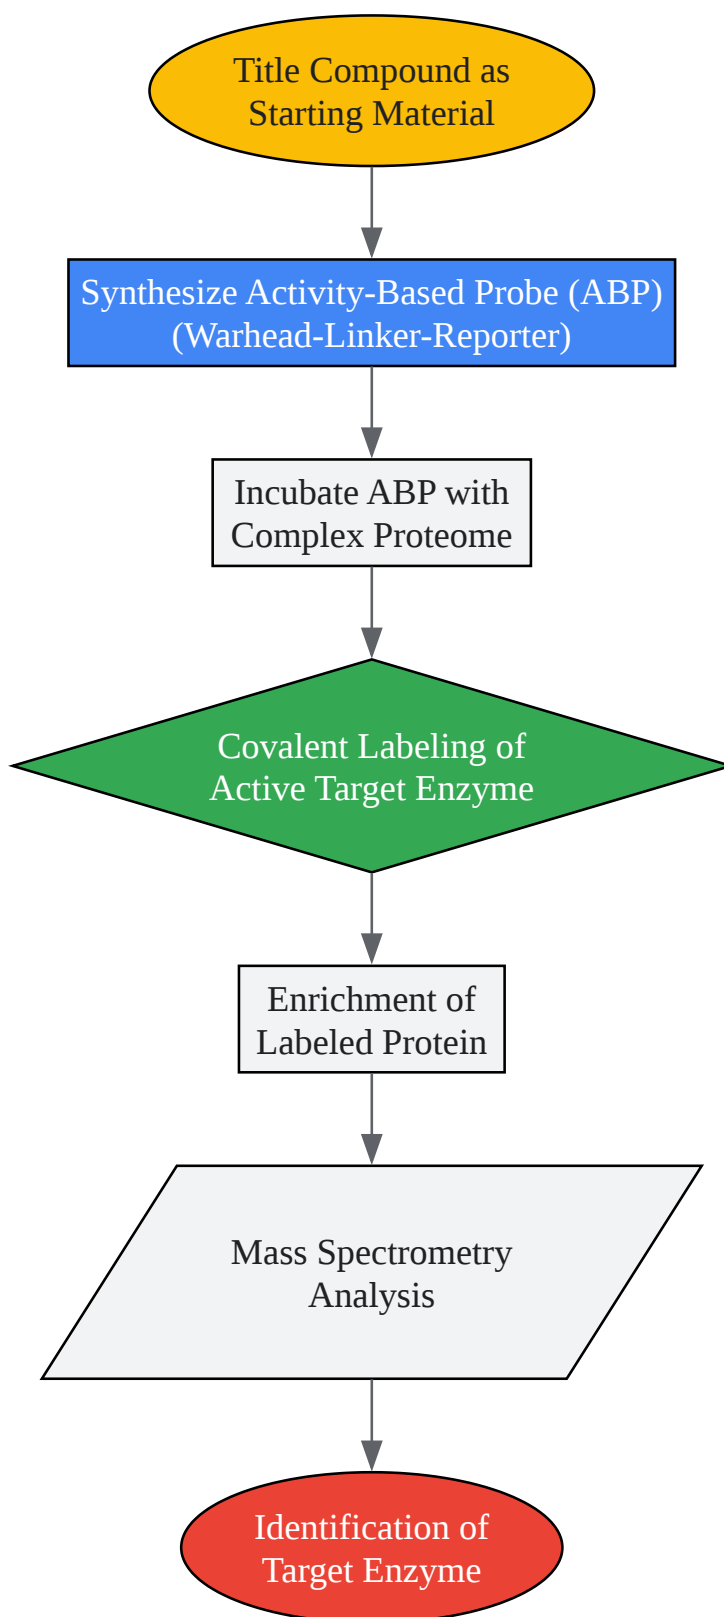 Title Compound as
Starting Material
Synthesize Activity-Based Probe (ABP)
(Warhead-Linker-Reporter)
Incubate ABP with
Complex Proteome
Covalent Labeling of
Active Target Enzyme
Enrichment of
Labeled Protein
Mass Spectrometry
Analysis
Identification of
Target Enzyme